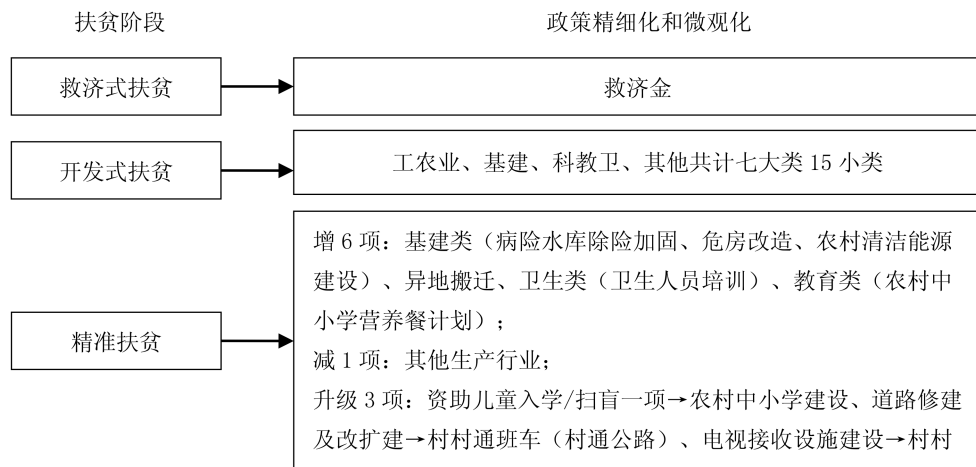 扶贫阶段
政策精细化和微观化
救济式扶贫
救济金
开发式扶贫
工农业、基建、科教卫、其他共计七大类 15 小类
精准扶贫
增 6 项：基建类（病险水库除险加固、危房改造、农村清洁能源
建设）、异地搬迁、卫生类（卫生人员培训）、教育类（农村中
小学营养餐计划）；
减 1 项：其他生产行业；
升级 3 项：资助儿童入学/扫盲一项→农村中小学建设、道路修建
及改扩建→村村通班车（村通公路）、电视接收设施建设→村村